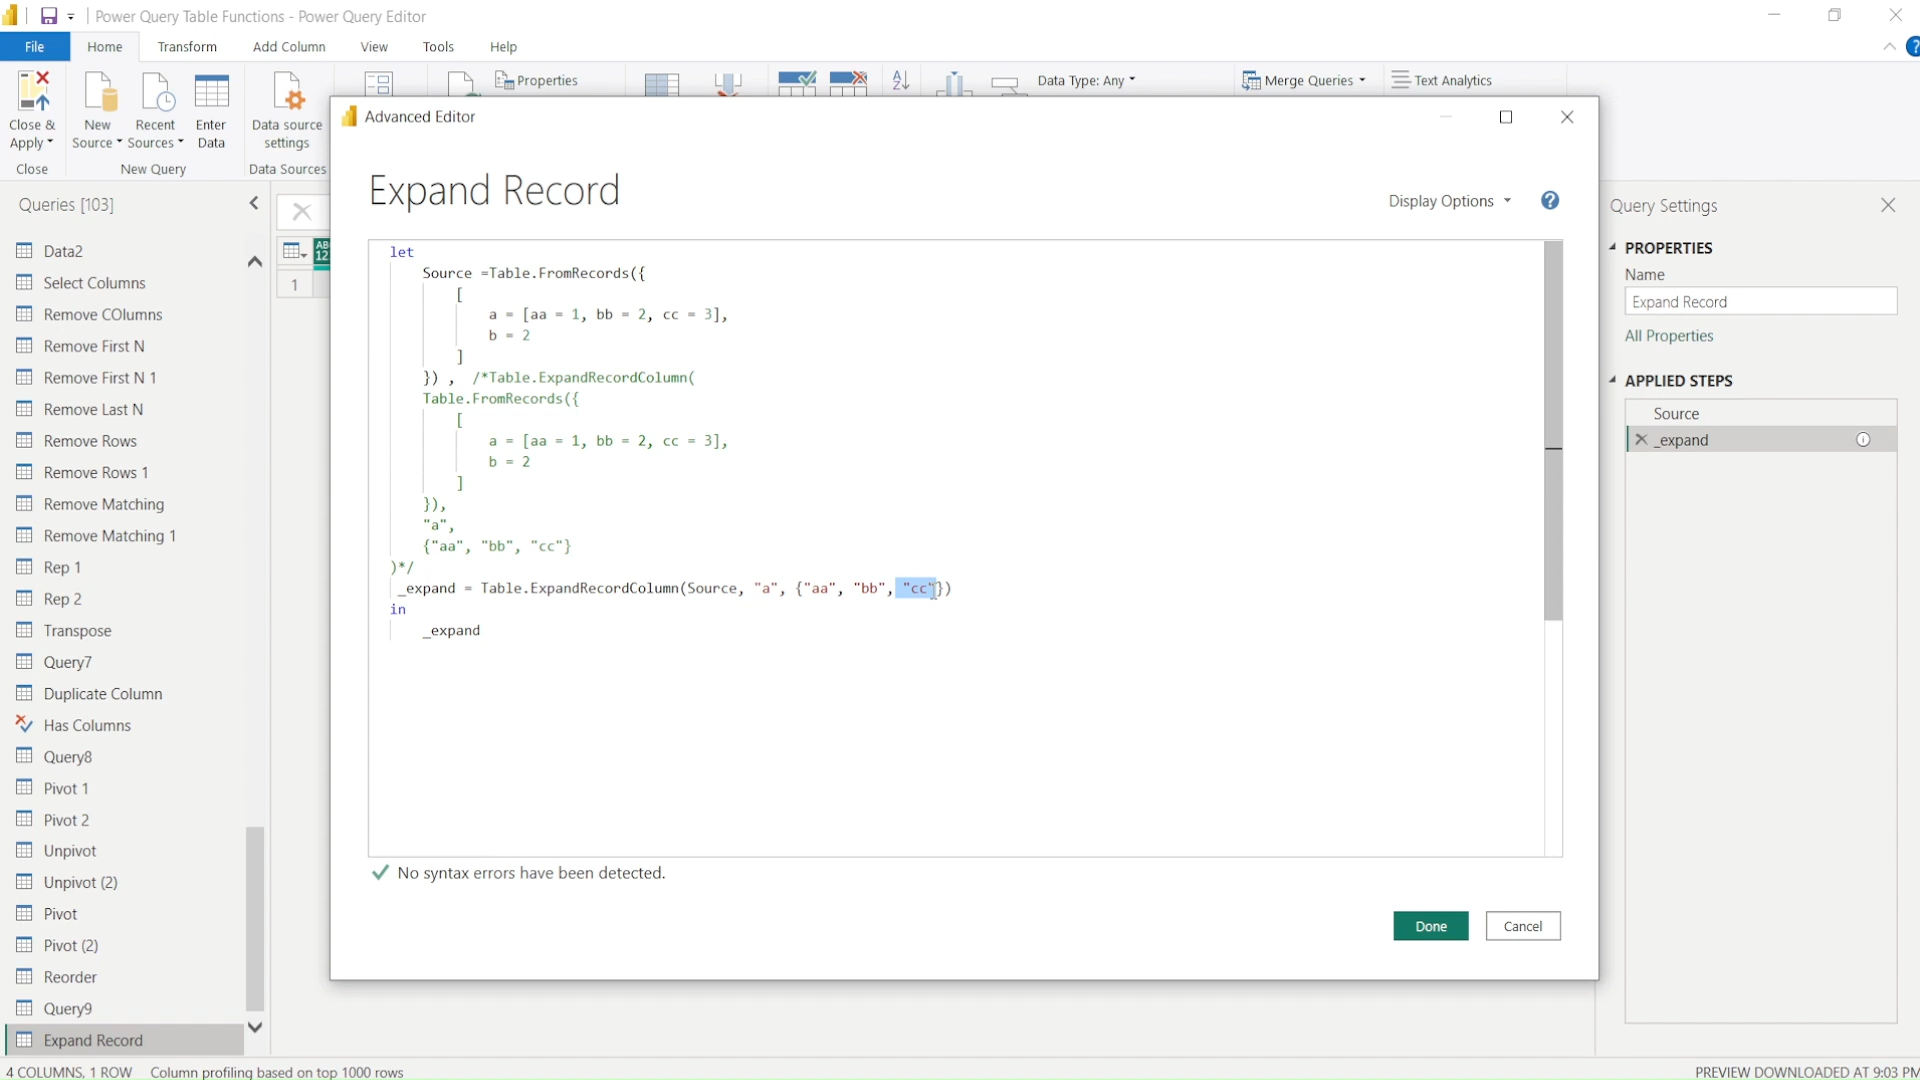 Power Query Table Functions - Power Query Editor
File
Home
Transform
Add Column
View
Tools
Help
Properties
Data Type: Any
Merge Queries
Text Analytics
Close &
Apply
New
Source
Recent
Sources
Enter
Data
Data source
settings
Close
New Query
Data Sources
Advanced Editor
Expand Record
Display Options
?
Queries [103]
Data2
Select Columns
Remove COlumns
Remove First N
Remove First N 1
Remove Last N
Remove Rows
Remove Rows 1
Remove Matching
Remove Matching 1
Rep 1
Rep 2
Transpose
Query7
Duplicate Column
Has Columns
Query8
Pivot 1
Pivot 2
Unpivot
Unpivot (2)
Pivot
Pivot (2)
Reorder
Query9
Expand Record
1
let
Source =Table.FromRecords({
[
a = [aa = 1, bb = 2, cc = 3],
b = 2
]
}) , /*Table.ExpandRecordColumn(
Table.FromRecords({
[
a = [aa = 1, bb = 2, cc = 3],
b = 2
]
}),
"a",
{"aa", "bb", "cc"}
)*/
_expand = Table.ExpandRecordColumn(Source, "a", {"aa", "bb", "cc"})
in
_expand
No syntax errors have been detected.
Done
Cancel
Query Settings
PROPERTIES
Name
Expand Record
All Properties
APPLIED STEPS
Source
_expand
4 COLUMNS, 1 ROW
Column profiling based on top 1000 rows
PREVIEW DOWNLOADED AT 9:03 PM